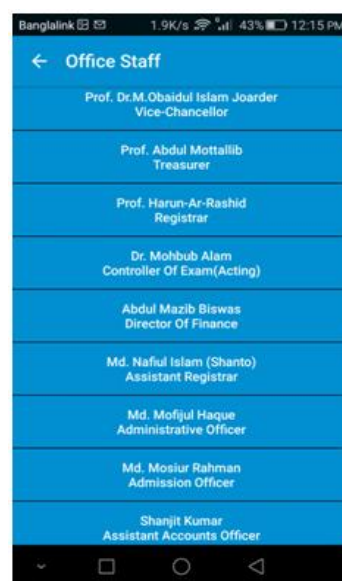 Banglalink 1.9K/s 43% 12:15 PM
Office Staff
Prof. Dr.M.Obaidul Islam Joarder
Vice-Chancellor
Prof. Abdul Mottallib
Treasurer
Prof. Harun-Ar-Rashid
Registrar
Dr. Mohbub Alam
Controller Of Exam(Acting)
Abdul Mazib Biswas
Director Of Finance
Md. Nafiul Islam (Shanto)
Assistant Registrar
Md. Mofijul Haque
Administrative Officer
Md. Mosiur Rahman
Admission Officer
Shanjit Kumar
Assistant Accounts Officer